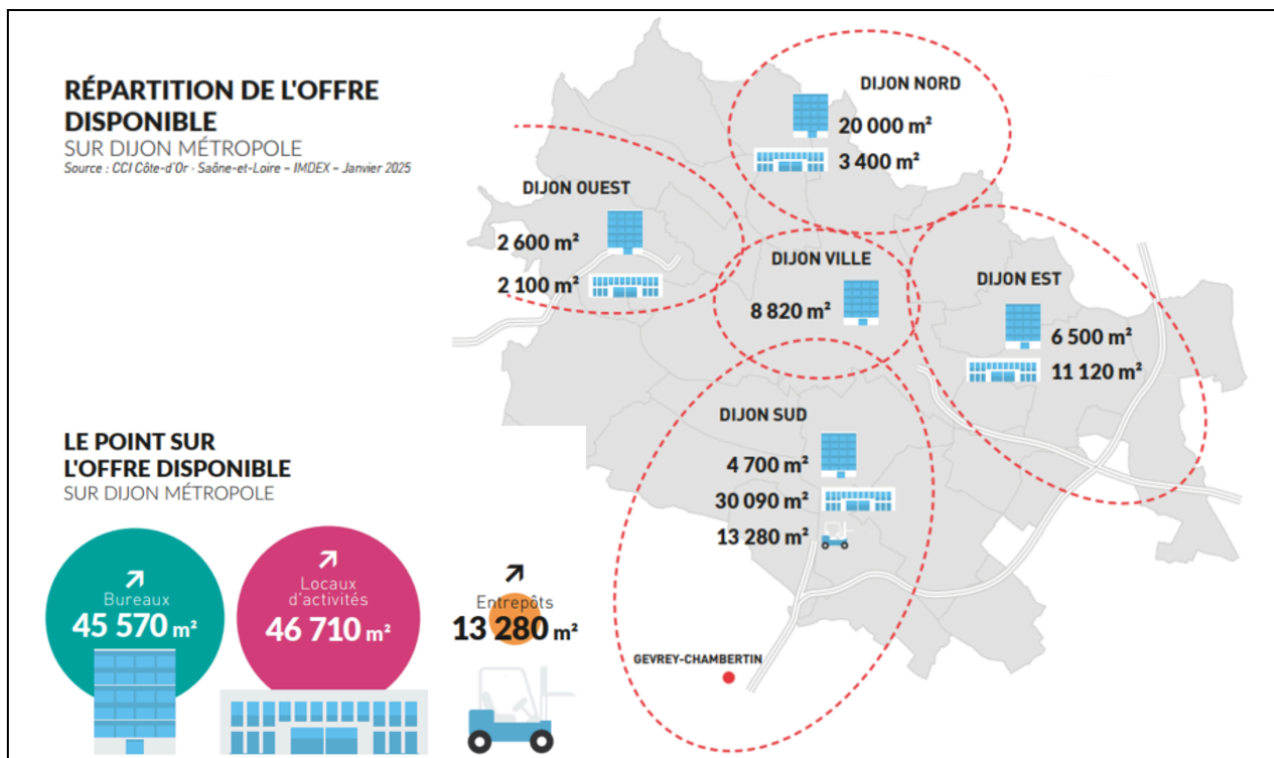 RÉPARTITION DE L'OFFRE
DISPONIBLE
SUR DIJON MÉTROPOLE
Source : CCI Côte-d'Or - Saône-et-Loire – IMDEX – Janvier 2025
DIJON NORD
20 000 m²
3 400 m²
DIJON OUEST
2 600 m²
2 100 m²
DIJON VILLE
8 820 m²
DIJON EST
6 500 m²
11 120 m²
DIJON SUD
4 700 m²
30 090 m²
13 280 m²
GEVREY-CHAMBERTIN
LE POINT SUR
L'OFFRE DISPONIBLE
SUR DIJON MÉTROPOLE
Bureaux
45 570 m²
Locaux
d'activités
46 710 m²
Entrepôts
13 280 m²